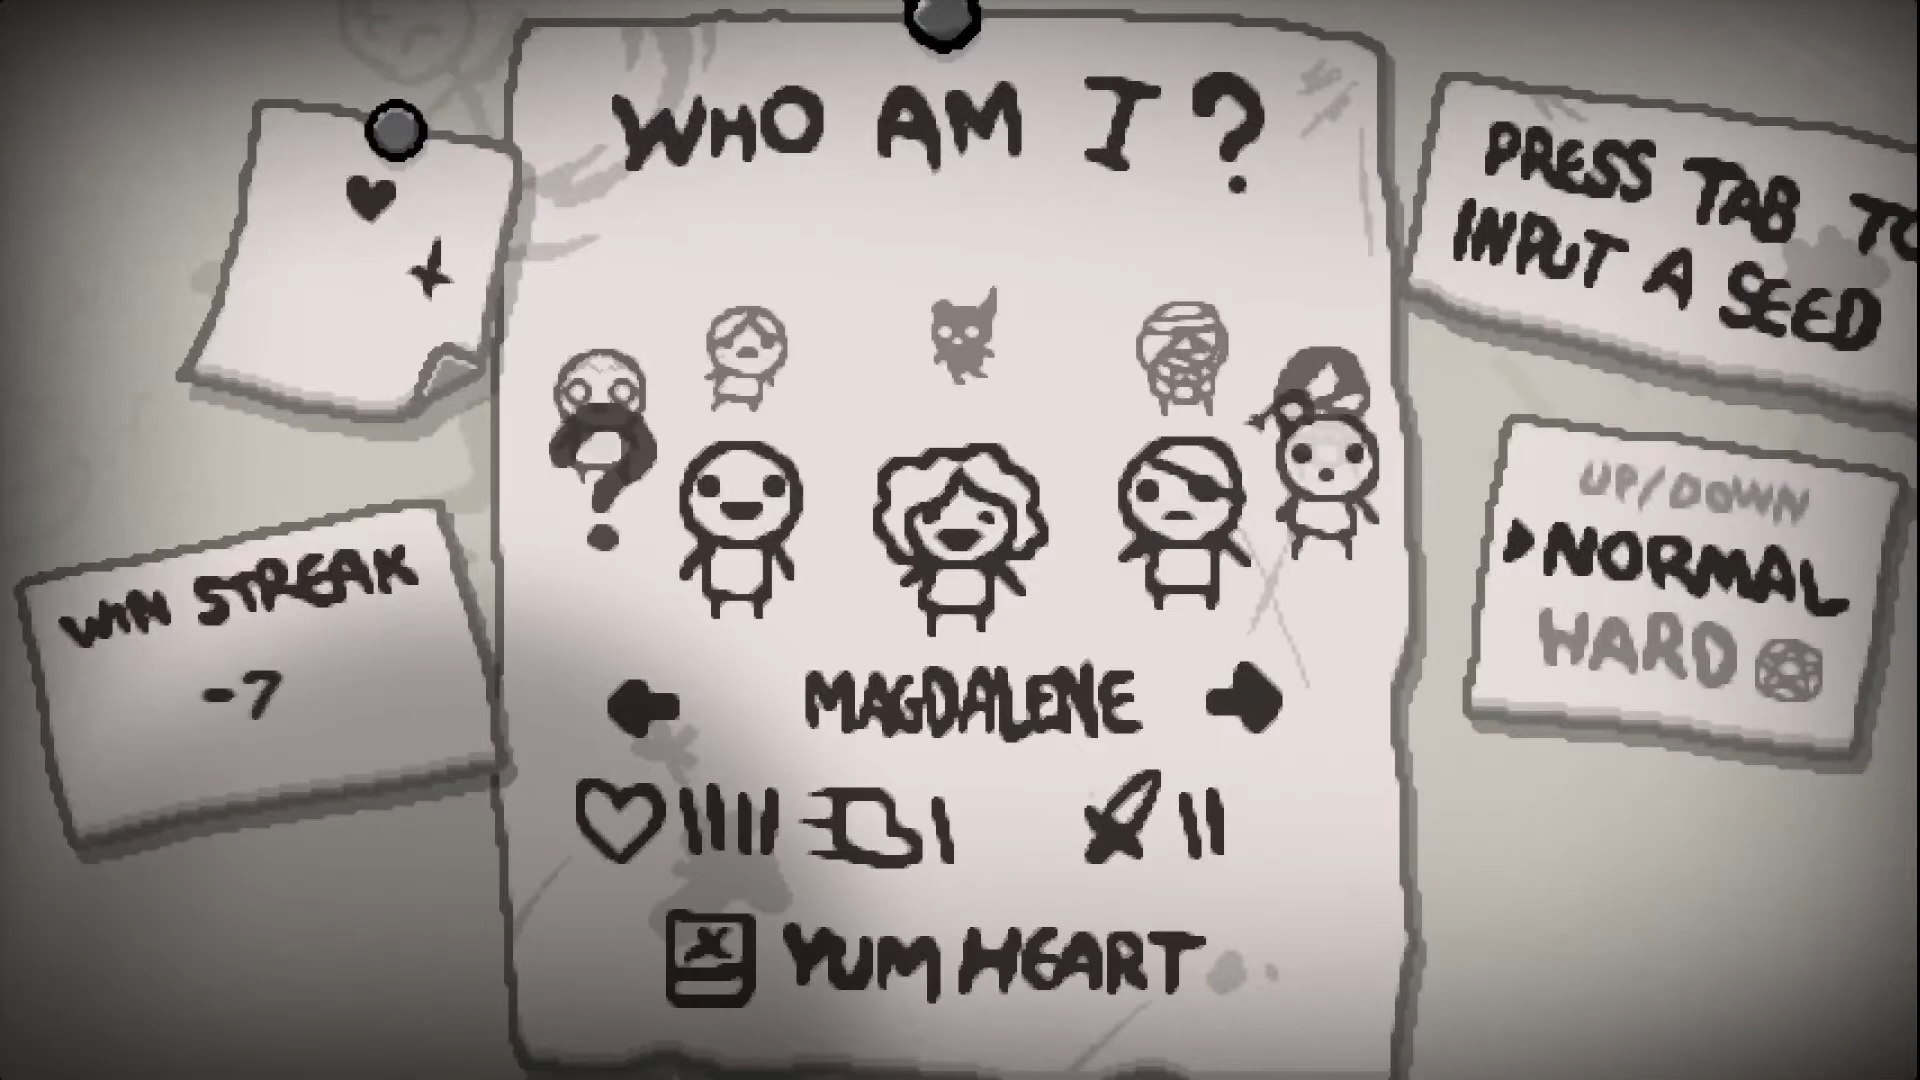 WHO AM I?
PRESS TAB TO
INPUT A SEED
WIN STREAK
-7
UP/DOWN
NORMAL
HARD
?
MAGDALENE
YUM HEART